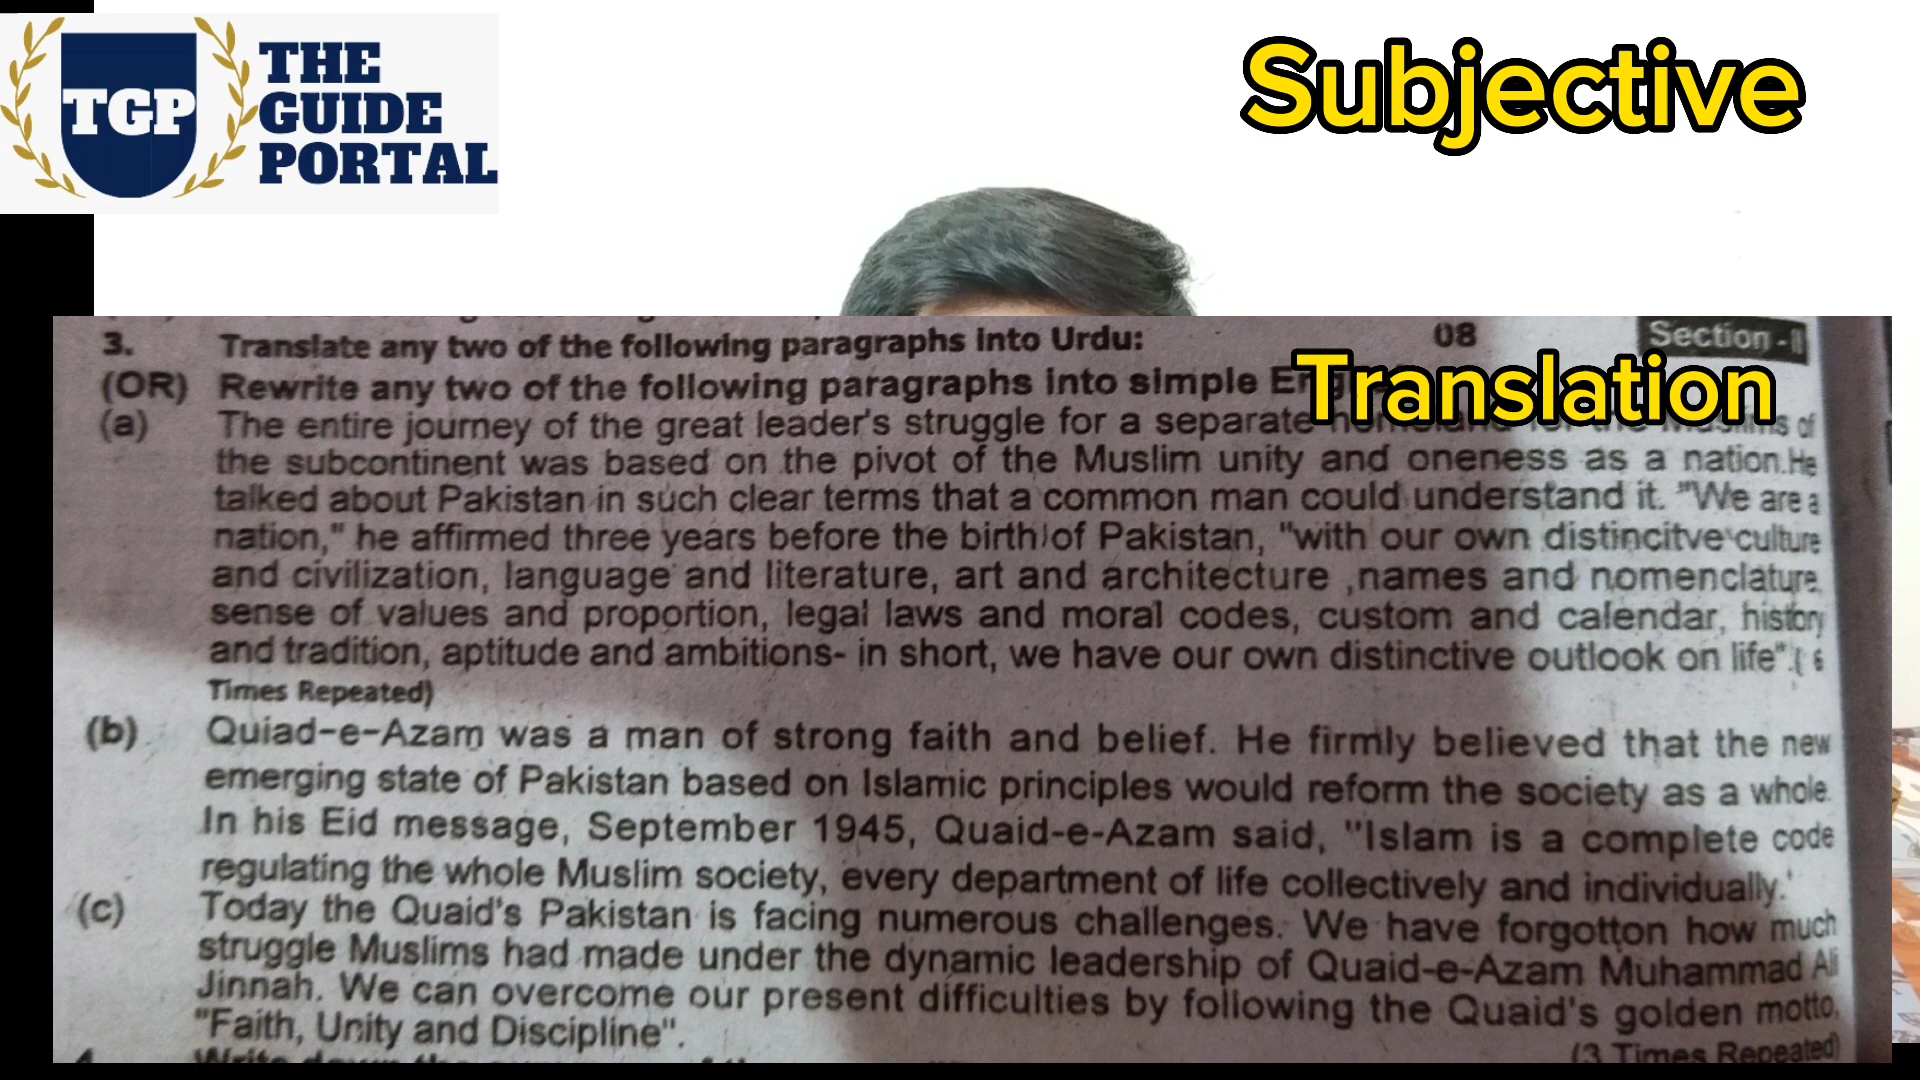 TGP
THE
GUIDE
PORTAL
Subjective
Translation
3. Translate any two of the following paragraphs into Urdu: 08 Section -II
(OR) Rewrite any two of the following paragraphs into simple
(a) The entire journey of the great leader's struggle for a separate of
the subcontinent was based on the pivot of the Muslim unity and oneness as a nation.He
talked about Pakistan in such clear terms that a common man could understand it. "We are a
nation," he affirmed three years before the birth of Pakistan, "with our own distincitve culture
and civilization, language and literature, art and architecture ,names and nomenclature,
sense of values and proportion, legal laws and moral codes, custom and calendar, history
and tradition, aptitude and ambitions- in short, we have our own distinctive outlook on life".( 6
Times Repeated)
(b) Quiad-e-Azam was a man of strong faith and belief. He firmly believed that the new
emerging state of Pakistan based on Islamic principles would reform the society as a whole.
In his Eid message, September 1945, Quaid-e-Azam said, "Islam is a complete code
regulating the whole Muslim society, every department of life collectively and individually.'
(c) Today the Quaid's Pakistan is facing numerous challenges. We have forgotton how much
struggle Muslims had made under the dynamic leadership of Quaid-e-Azam Muhammad Ali
Jinnah. We can overcome our present difficulties by following the Quaid's golden motto,
"Faith, Unity and Discipline".
(3 Times Repeated)